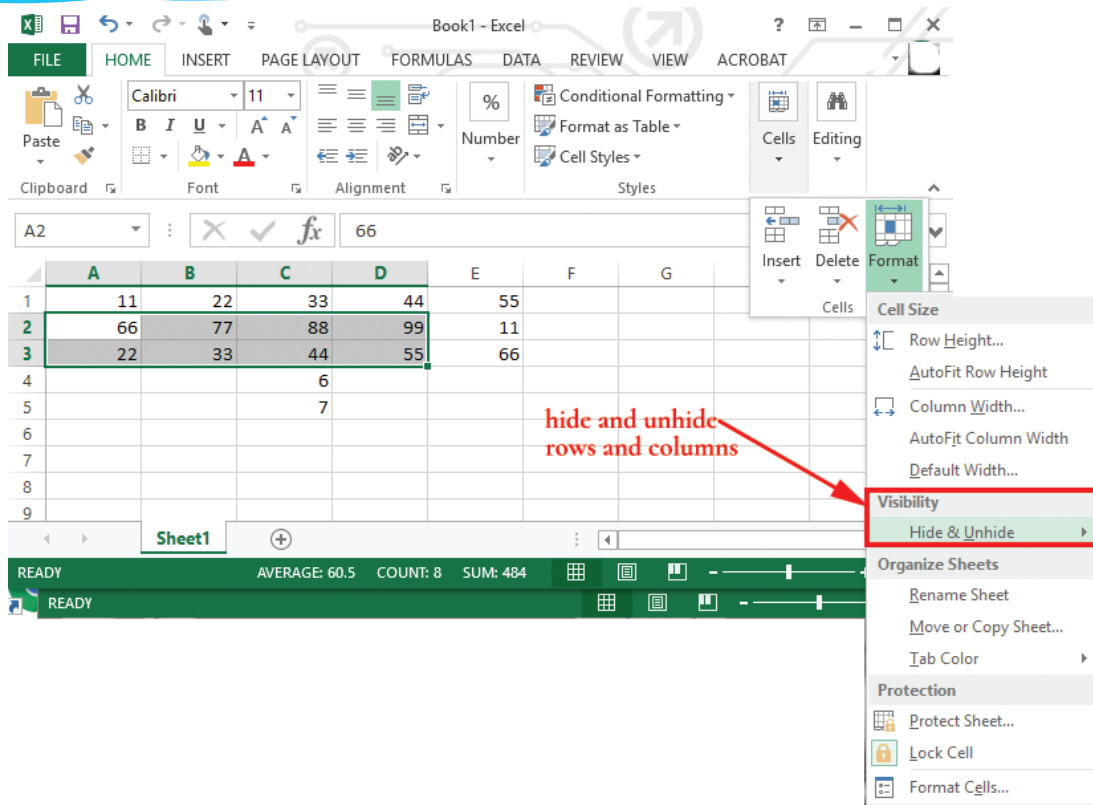 Book1 - Excel ?
FILE HOME INSERT PAGE LAYOUT FORMULAS DATA REVIEW VIEW ACROBAT
Calibri 11 % Conditional Formatting
B I U A A Format as Table
Paste Number Cells Editing
A Cell Styles
Clipboard Font Alignment Styles
A2 fx 66
Insert Delete Format
Cells
A B C D E F G
1 11 22 33 44 55
2 66 77 88 99 11
3 22 33 44 55 66
4 6
5 7
6
7
8
9
hide and unhide
rows and columns
Cell Size
Row Height...
AutoFit Row Height
Column Width...
AutoFit Column Width
Default Width...
Visibility
Hide & Unhide
Organize Sheets
Rename Sheet
Move or Copy Sheet...
Tab Color
Protection
Protect Sheet...
Lock Cell
Format Cells...
Sheet1
READY AVERAGE: 60.5 COUNT: 8 SUM: 484
READY